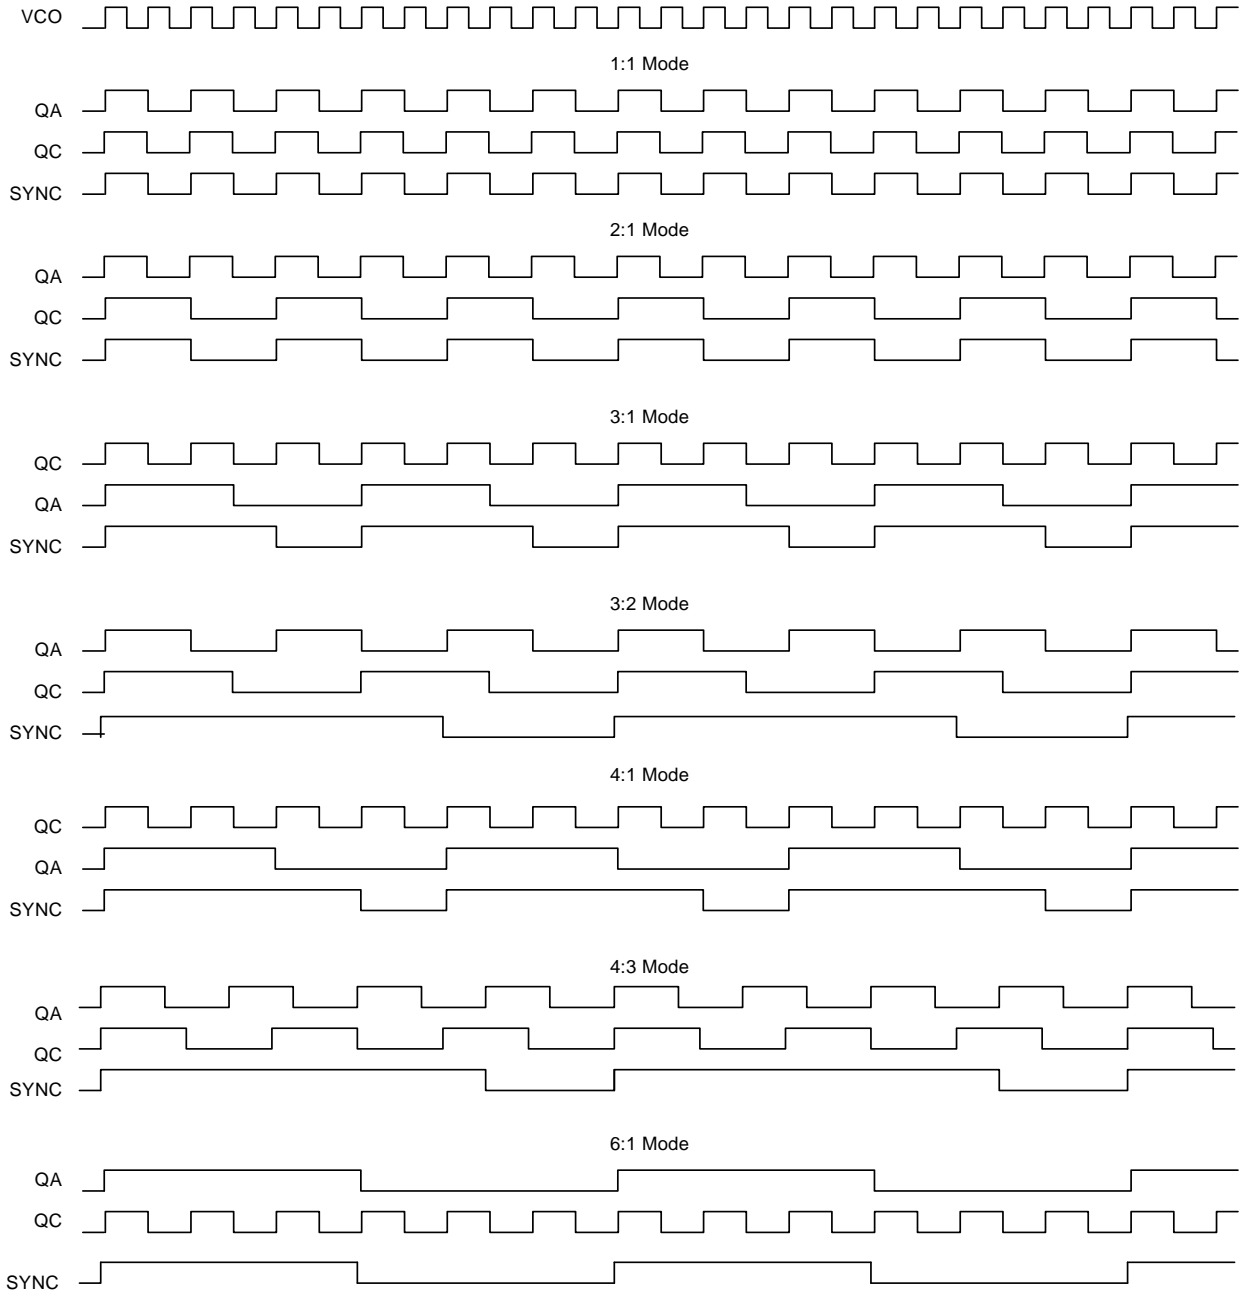 VCO
1:1 Mode
QA
QC
SYNC
2:1 Mode
QA
QC
SYNC
3:1 Mode
QC
QA
SYNC
3:2 Mode
QA
QC
SYNC
4:1 Mode
QC
QA
SYNC
4:3 Mode
QA
QC
SYNC
6:1 Mode
QA
QC
SYNC